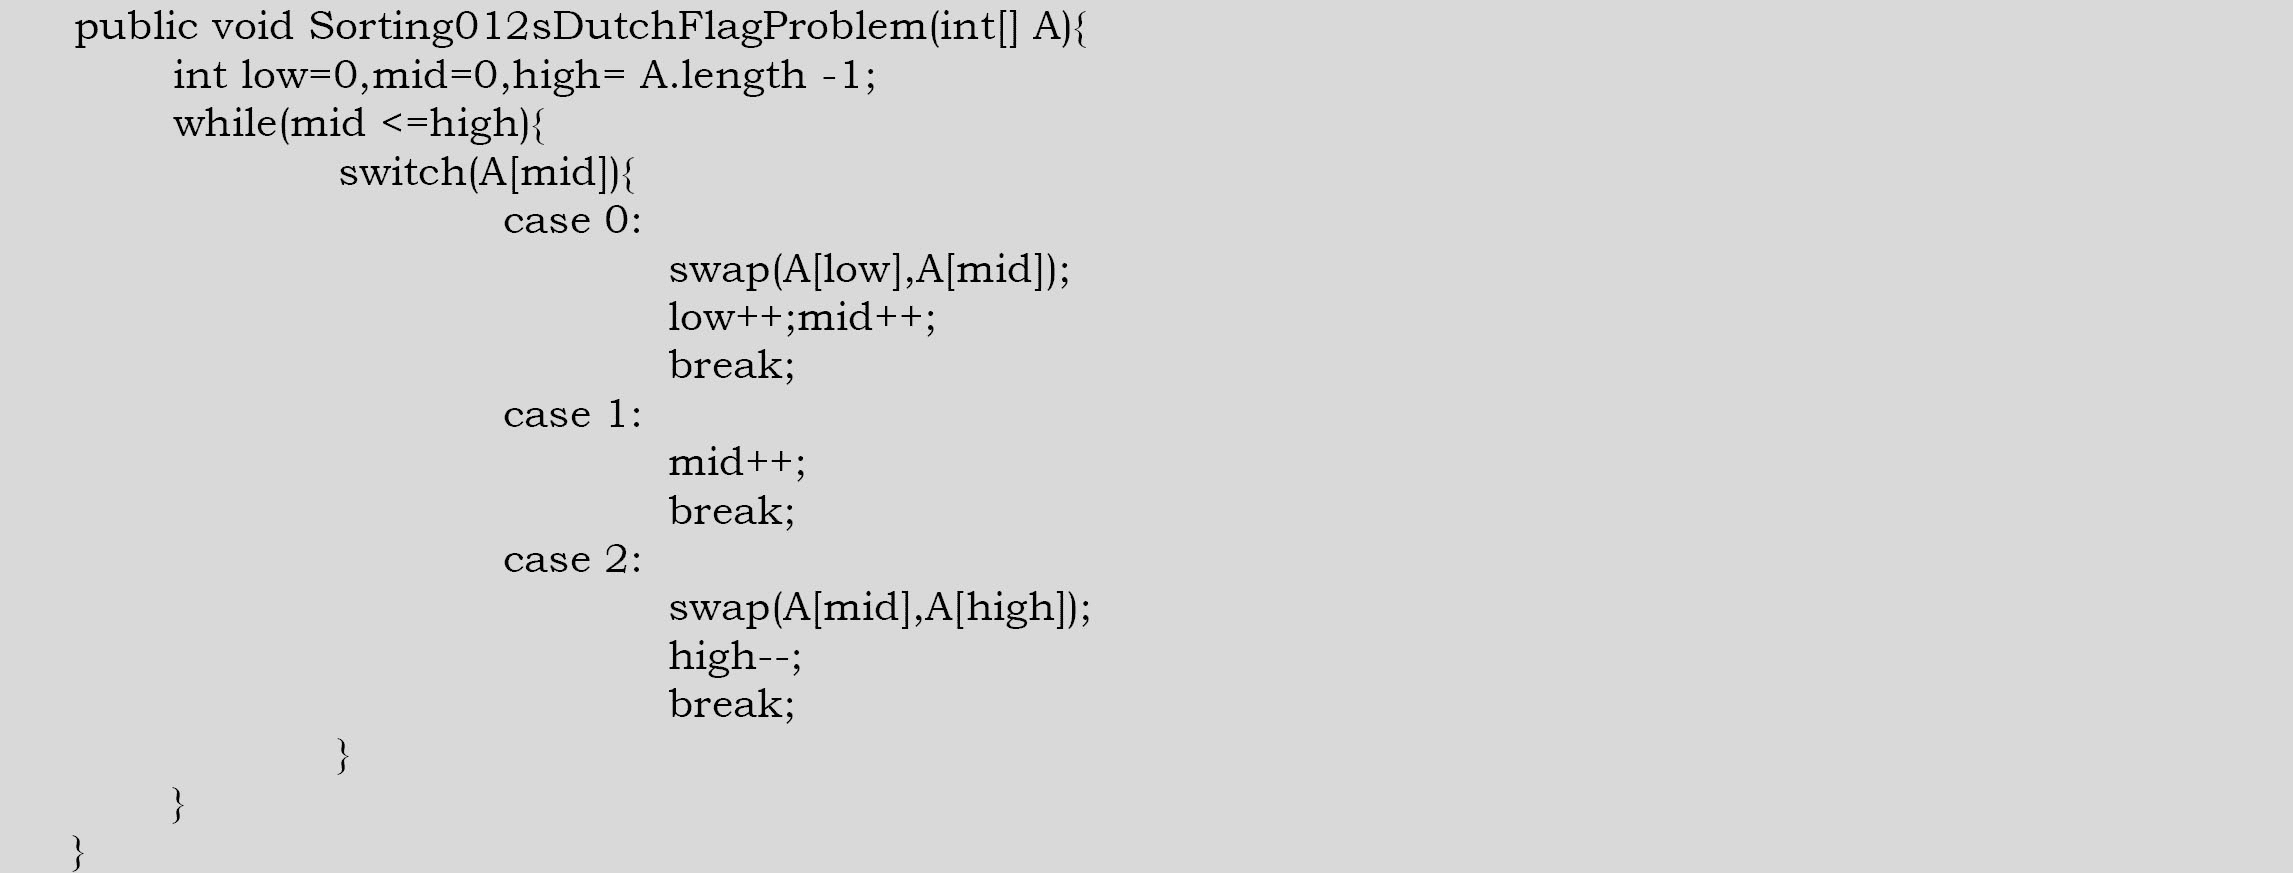 public void Sorting012sDutchFlagProblem(int[] A){
int low=0,mid=0,high= A.length -1;
while(mid <=high){
switch(A[mid]){
case 0:
swap(A[low],A[mid]);
low++;mid++;
break;
case 1:
mid++;
break;
case 2:
swap(A[mid],A[high]);
high--;
break;
}
}
}